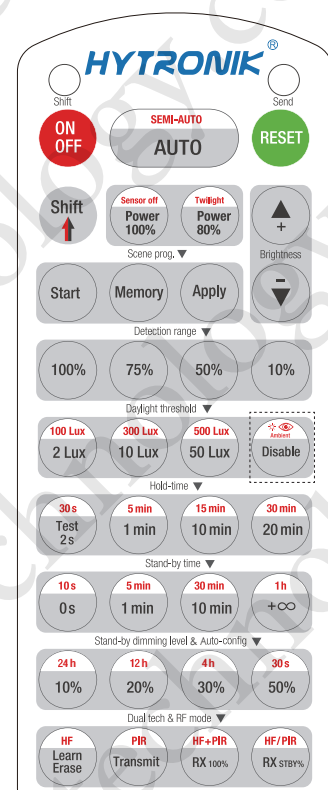 HYTRONIK®
Shift Send
ON
OFF
SEMI-AUTO
AUTO
RESET
Shift
Sensor off
Power
100%
Twilight
Power
80%
+
Brightness
-
Scene prog. ▼
Start Memory Apply
Detection range ▼
100% 75% 50% 10%
Daylight threshold ▼
100 Lux 300 Lux 500 Lux Ambient
2 Lux 10 Lux 50 Lux Disable
Hold-time ▼
30 s 5 min 15 min 30 min
Test
2 s
1 min 10 min 20 min
Stand-by time ▼
10 s 5 min 30 min 1 h
0 s 1 min 10 min +∞
Stand-by dimming level & Auto-config ▼
24 h 12 h 4 h 30 s
10% 20% 30% 50%
Dual tech & RF mode ▼
HF PIR HF+PIR HF/PIR
Learn
Erase
Transmit RX 100% RX STBY%